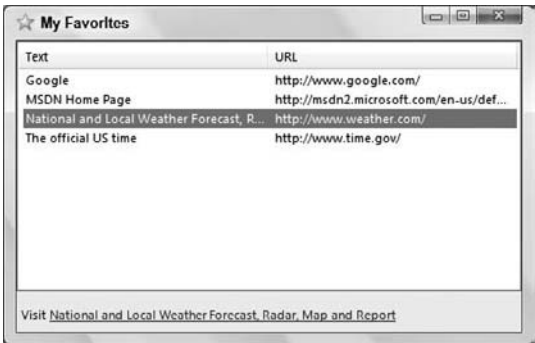 My Favorites
Text URL
Google http://www.google.com/
MSDN Home Page http://msdn2.microsoft.com/en-us/def...
National and Local Weather Forecast, R... http://www.weather.com/
The official US time http://www.time.gov/
Visit National and Local Weather Forecast, Radar, Map and Report